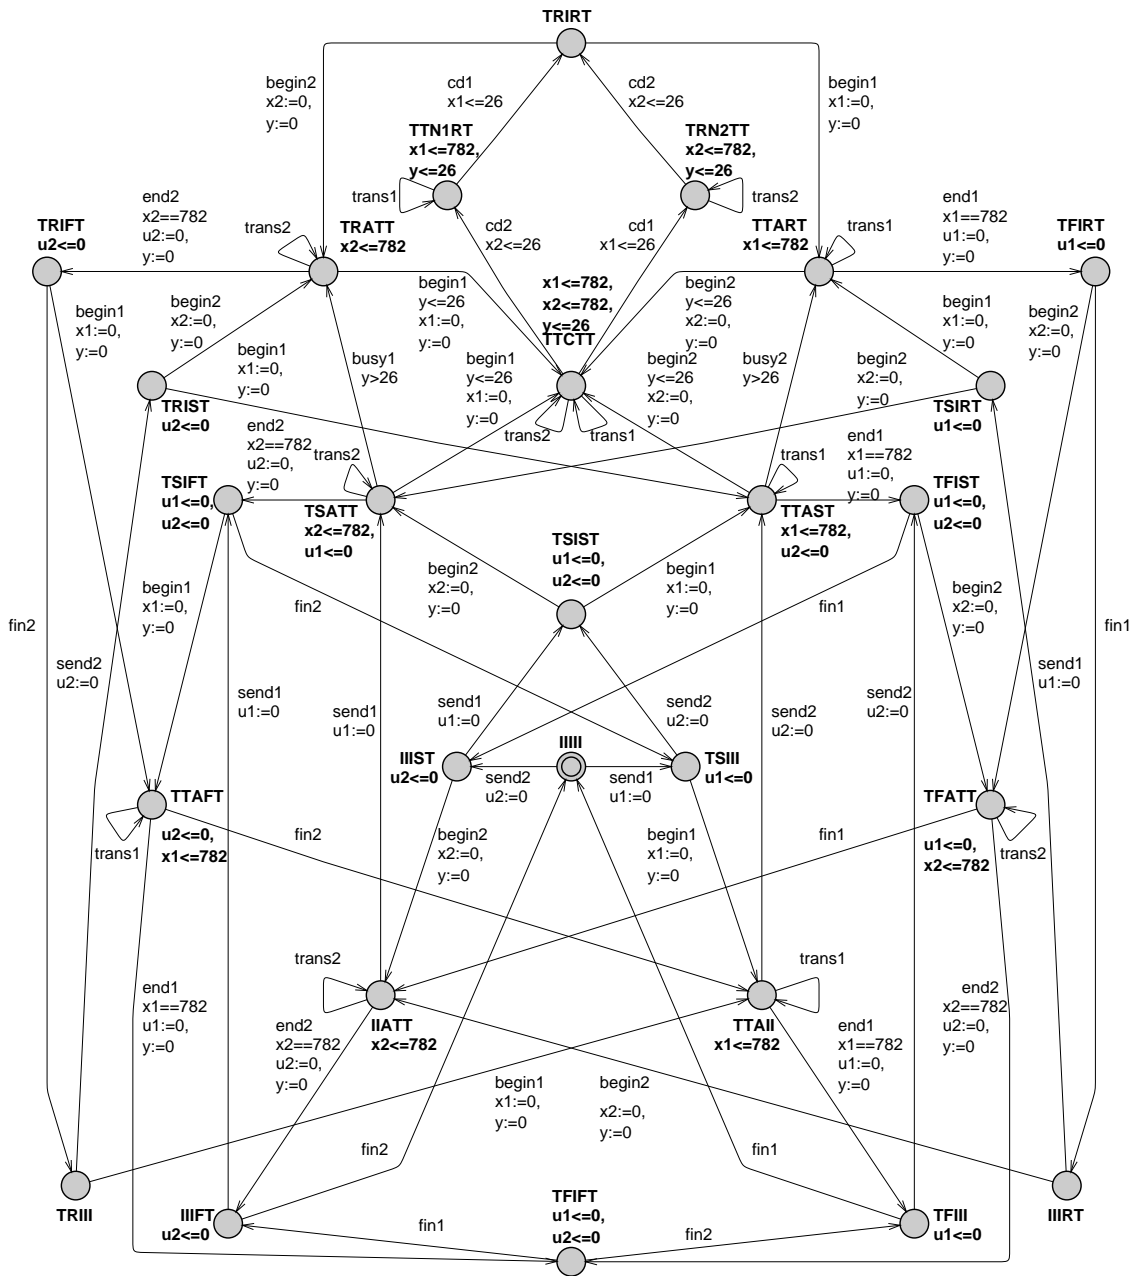 TRIRT
begin2
x2:=0,
y:=0
cd1
x1<=26
cd2
x2<=26
begin1
x1:=0,
y:=0
TTN1RT
x1<=782,
y<=26
TRN2TT
x2<=782,
y<=26
trans1
trans2
end2
x2==782
u2:=0,
y:=0
TRIFT
u2<=0
trans2
TRATT
x2<=782
cd2
x2<=26
cd1
x1<=26
TTART
x1<=782
trans1
end1
x1==782
u1:=0,
y:=0
TFIRT
u1<=0
begin1
x1:=0,
y:=0
begin2
x2:=0,
y:=0
begin1
y<=26
x1:=0,
y:=0
x1<=782,
x2<=782,
y<=26
TTCTT
begin2
y<=26
x2:=0,
y:=0
begin1
x1:=0,
y:=0
begin2
x2:=0,
y:=0
begin1
x1:=0,
y:=0
busy1
y>26
begin1
y<=26
x1:=0,
y:=0
begin2
y<=26
x2:=0,
y:=0
busy2
y>26
begin2
x2:=0,
y:=0
TRIST
u2<=0
TSIRT
u1<=0
end2
x2==782
u2:=0,
y:=0
trans2
trans2
trans1
trans1
end1
x1==782
u1:=0,
y:=0
TSIFT
u1<=0,
u2<=0
TSATT
x2<=782,
u1<=0
TTAST
x1<=782,
u2<=0
TFIST
u1<=0,
u2<=0
TSIST
u1<=0,
u2<=0
begin1
x1:=0,
y:=0
begin2
x2:=0,
y:=0
begin1
x1:=0,
y:=0
begin2
x2:=0,
y:=0
fin2
fin2
fin1
fin1
send2
u2:=0
send1
u1:=0
send1
u1:=0
send1
u1:=0
send2
u2:=0
send2
u2:=0
send2
u2:=0
send1
u1:=0
IIIST
u2<=0
IIIII
TSIII
u1<=0
send2
u2:=0
send1
u1:=0
TTAFT
u2<=0,
x1<=782
trans1
fin2
begin2
x2:=0,
y:=0
begin1
x1:=0,
y:=0
fin1
TFATT
u1<=0,
x2<=782
trans2
trans2
trans1
end1
x1==782
u1:=0,
y:=0
end2
x2==782
u2:=0,
y:=0
IIATT
x2<=782
TTAII
x1<=782
end1
x1==782
u1:=0,
y:=0
end2
x2==782
u2:=0,
y:=0
begin1
x1:=0,
y:=0
begin2
x2:=0,
y:=0
fin2
fin1
TRIII
IIIFT
u2<=0
fin1
TFIFT
u1<=0,
u2<=0
fin2
TFIII
u1<=0
IIIRT